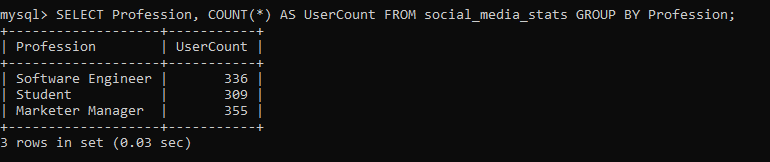 mysql> SELECT Profession, COUNT(*) AS UserCount FROM social_media_stats GROUP BY Profession;
+-------------------+-----------+
| Profession        | UserCount |
+-------------------+-----------+
| Software Engineer |       336 |
| Student           |       309 |
| Marketer Manager  |       355 |
+-------------------+-----------+
3 rows in set (0.03 sec)